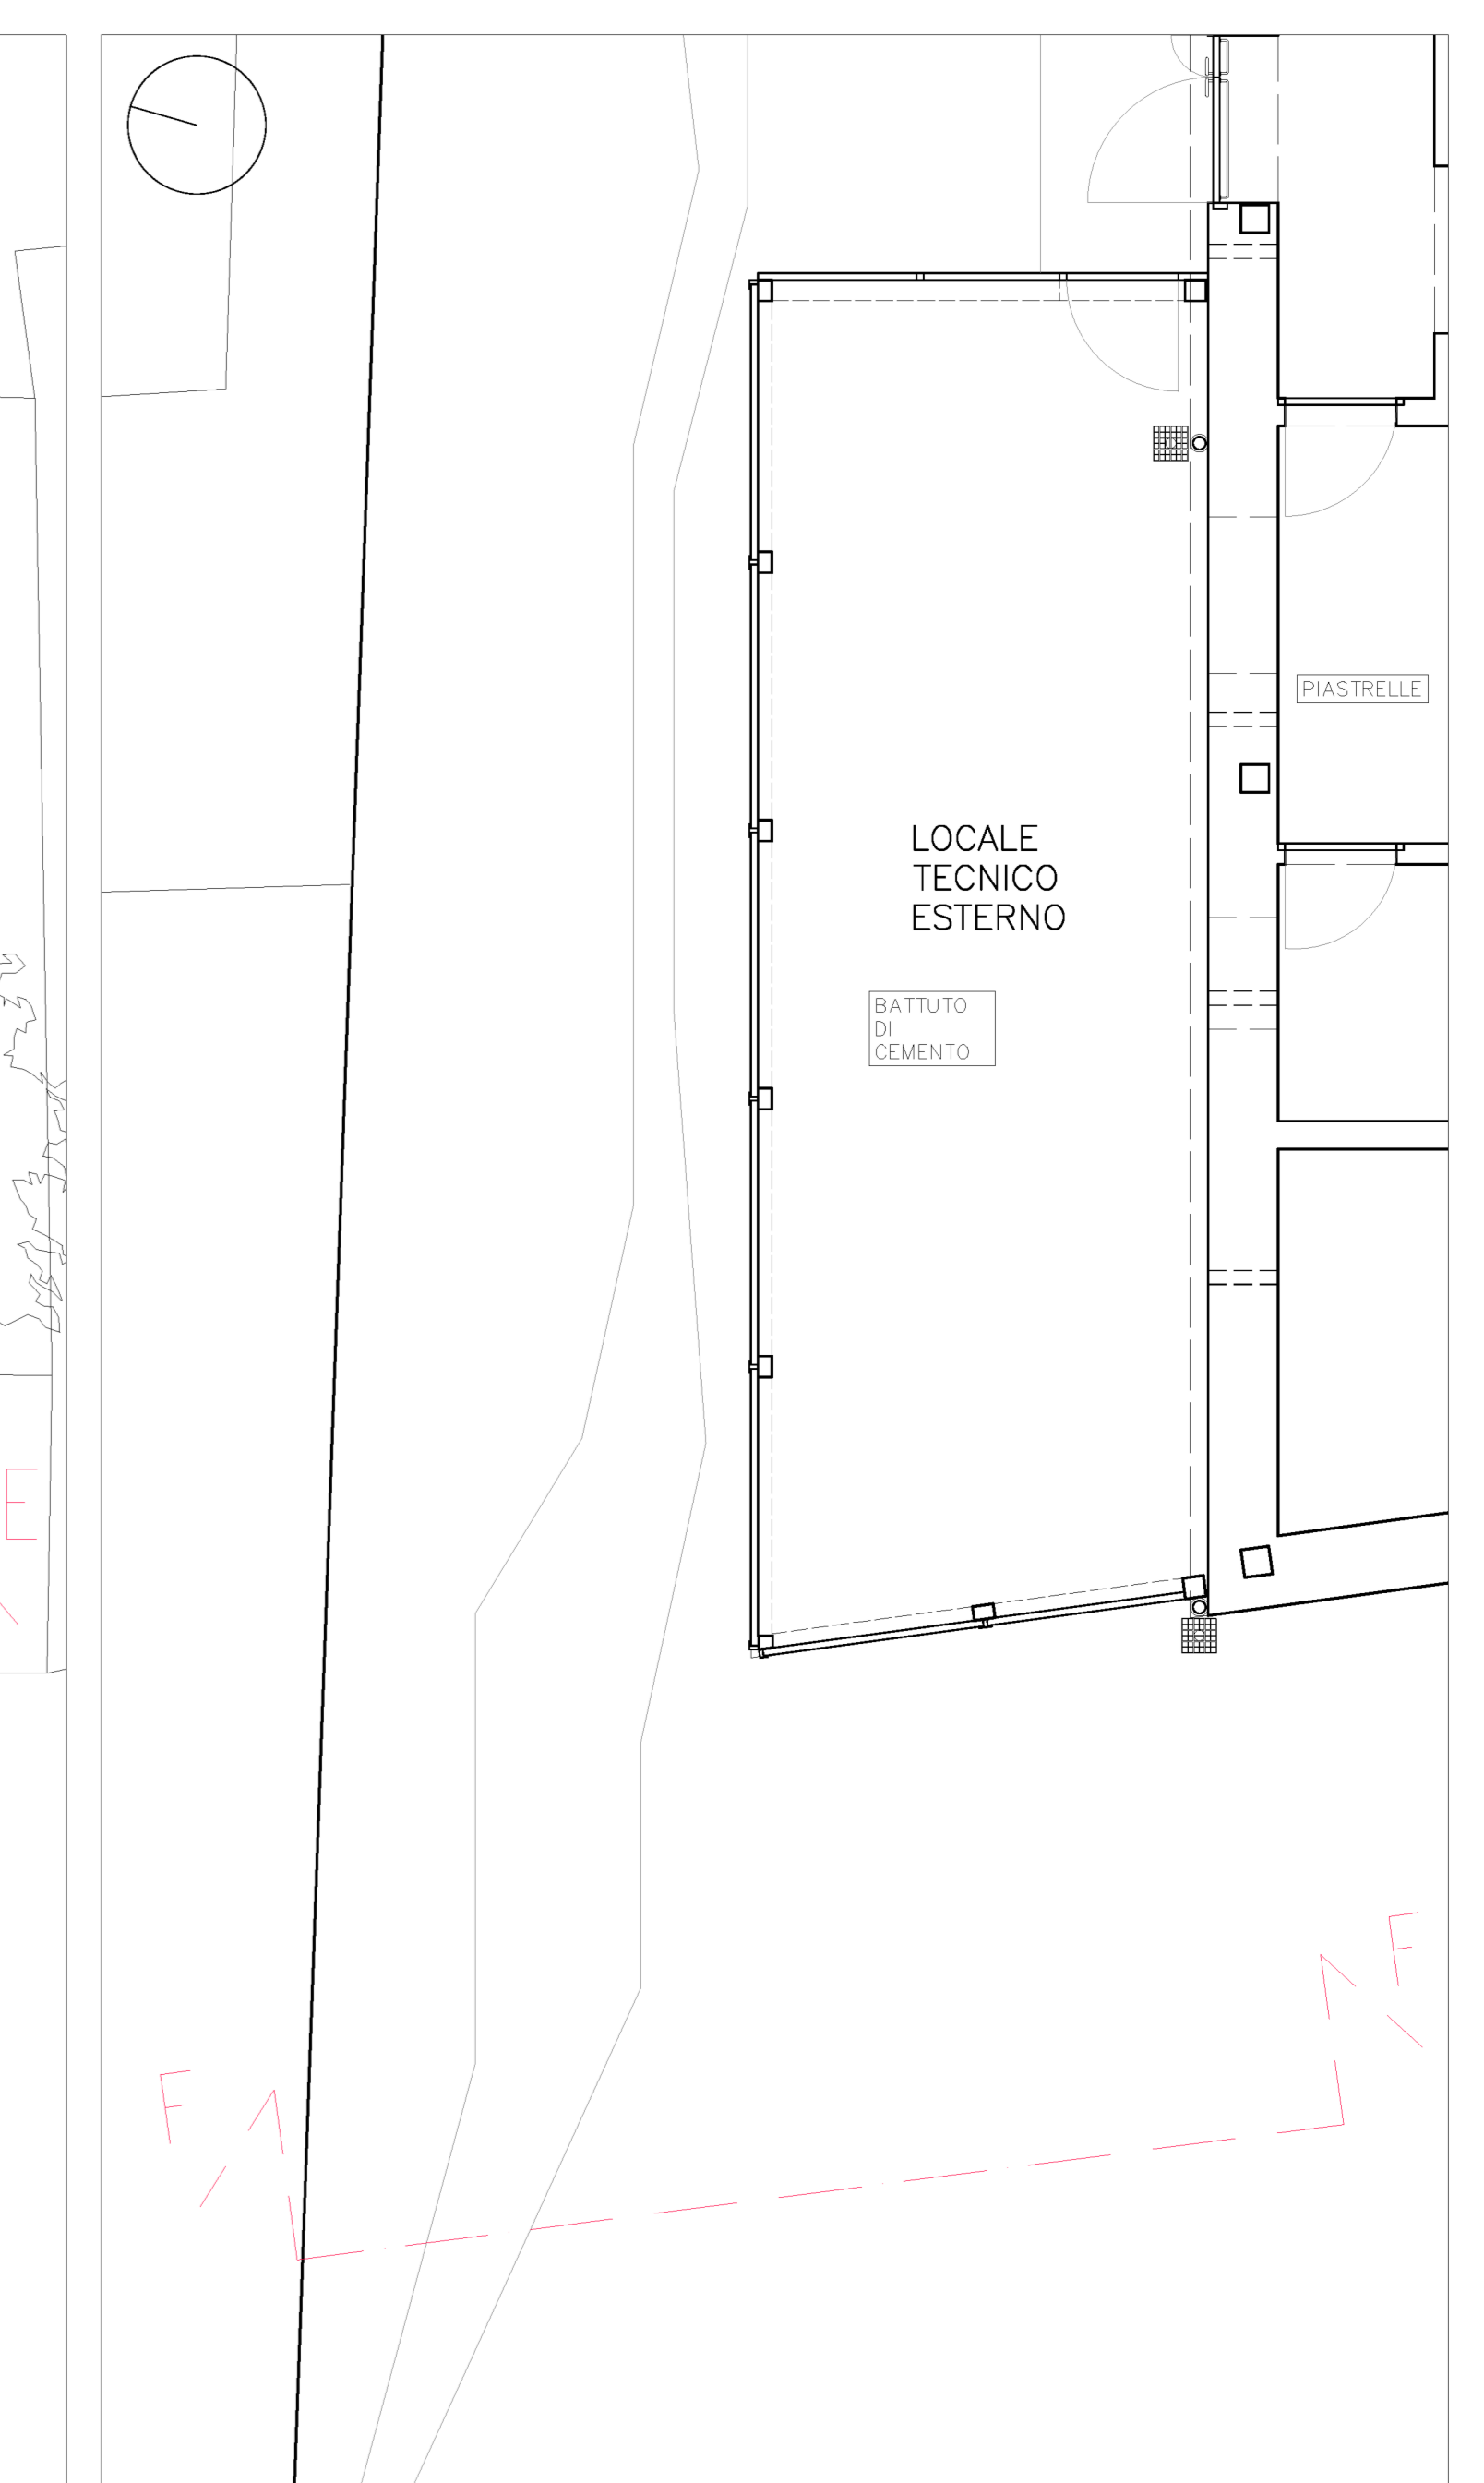 PIASTRELLE
LOCALE
TECNICO
ESTERNO
BATTUTO
DI
CEMENTO
E
F
F